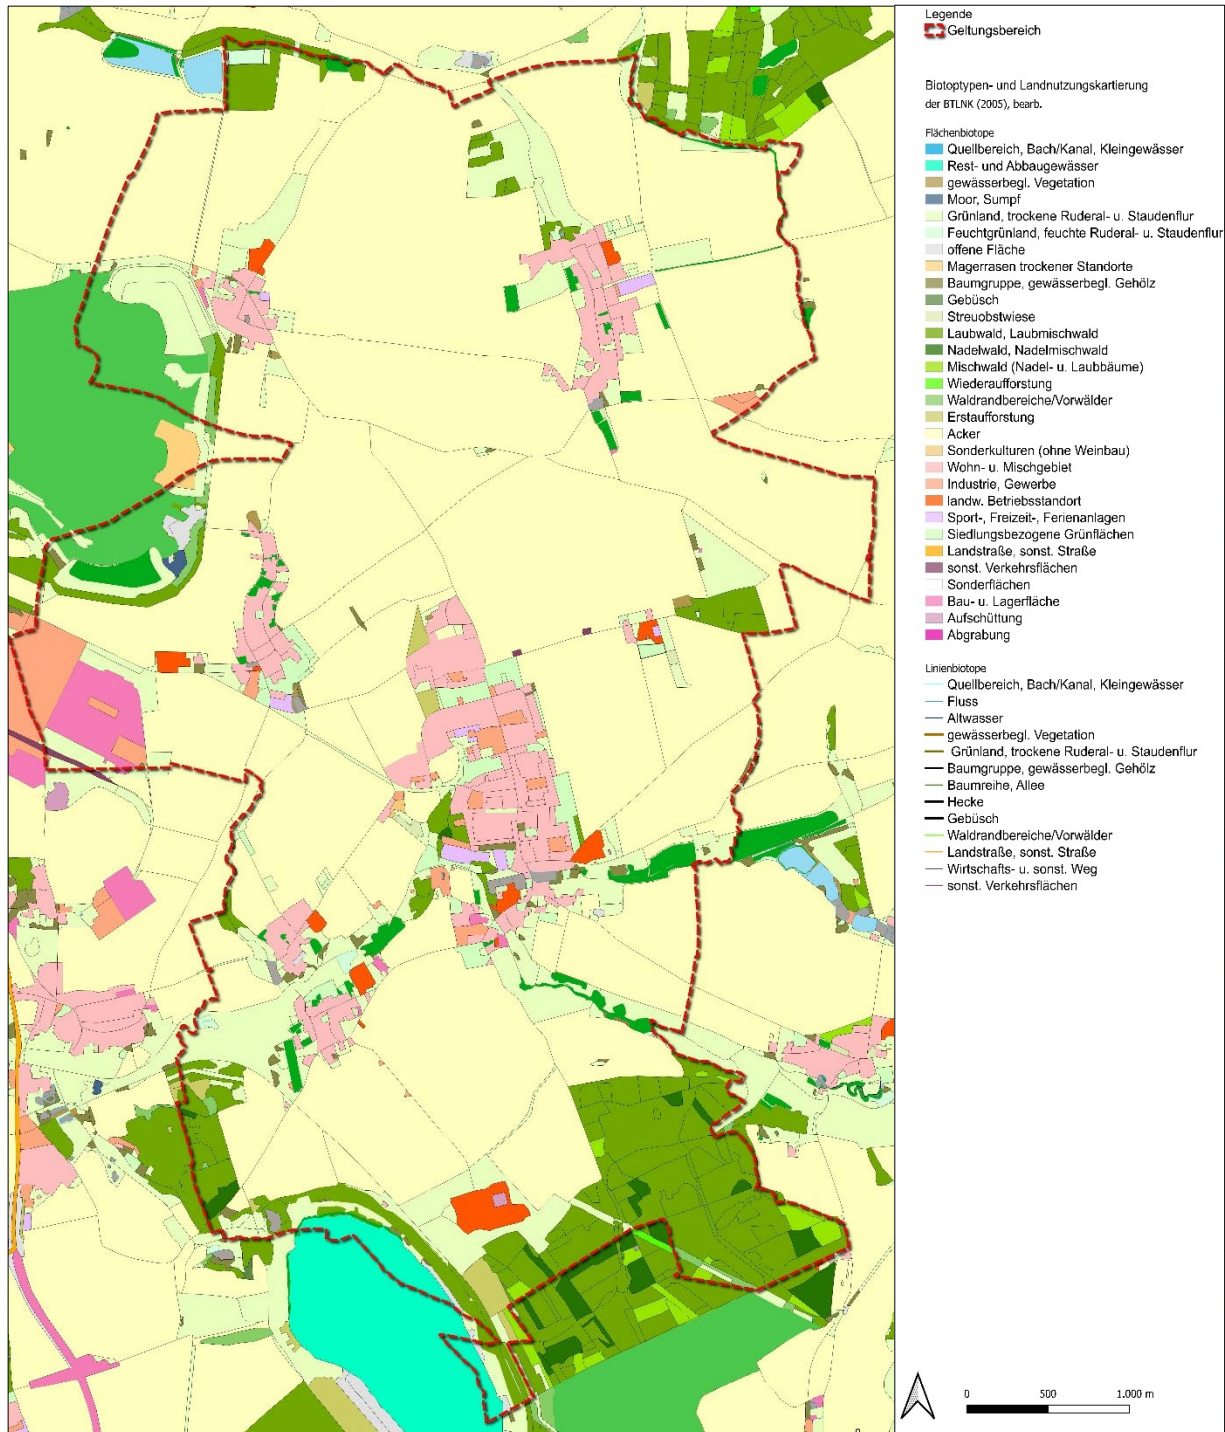 Legende
Geltungsbereich
Biotoptypen- und Landnutzungskartierung
der BTLNK (2005), bearb.
Flächenbiotope
Quellbereich, Bach/Kanal, Kleingewässer
Rest- und Abbaugewässer
gewässerbegl. Vegetation
Moor, Sumpf
Grünland, trockene Ruderal- u. Staudenflur
Feuchtgrünland, feuchte Ruderal- u. Staudenflur
offene Fläche
Magerrasen trockener Standorte
Baumgruppe, gewässerbegl. Gehölz
Gebüsch
Streuobstwiese
Laubwald, Laubmischwald
Nadelwald, Nadelmischwald
Mischwald (Nadel- u. Laubbäume)
Wiederaufforstung
Waldrandbereiche/Vorwälder
Erstaufforstung
Acker
Sonderkulturen (ohne Weinbau)
Wohn- u. Mischgebiet
Industrie, Gewerbe
landw. Betriebsstandort
Sport-, Freizeit-, Ferienanlagen
Siedlungsbezogene Grünflächen
Landstraße, sonst. Straße
sonst. Verkehrsflächen
Sonderflächen
Bau- u. Lagerfläche
Aufschüttung
Abgrabung
Linienbiotope
Quellbereich, Bach/Kanal, Kleingewässer
Fluss
Altwasser
gewässerbegl. Vegetation
Grünland, trockene Ruderal- u. Staudenflur
Baumgruppe, gewässerbegl. Gehölz
Baumreihe, Allee
Hecke
Gebüsch
Waldrandbereiche/Vorwälder
Landstraße, sonst. Straße
Wirtschafts- u. sonst. Weg
sonst. Verkehrsflächen
0 500 1.000 m